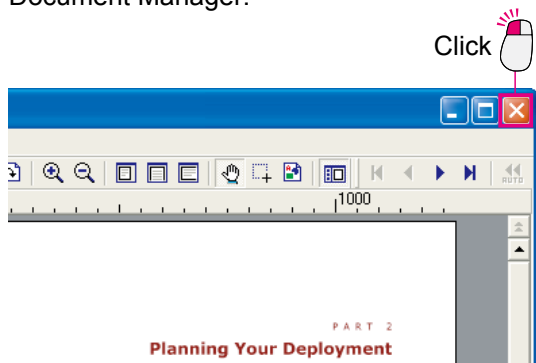 Document Manager.
Click
AUTO
1000
PART 2
Planning Your Deployment